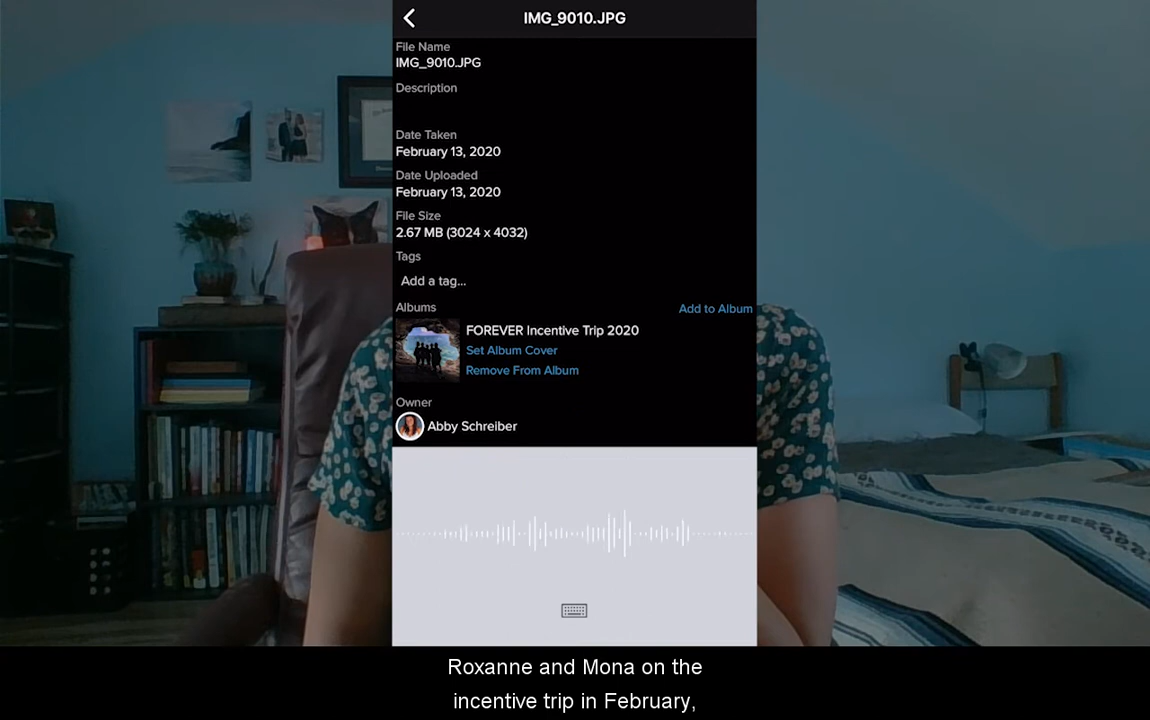 IMG_9010.JPG
File Name
IMG_9010.JPG
Description
Date Taken
February 13, 2020
Date Uploaded
February 13, 2020
File Size
2.67 MB (3024 x 4032)
Tags
Add a tag...
Albums
Add to Album
FOREVER Incentive Trip 2020
Set Album Cover
Remove From Album
Owner
Abby Schreiber
Roxanne and Mona on the
incentive trip in February,